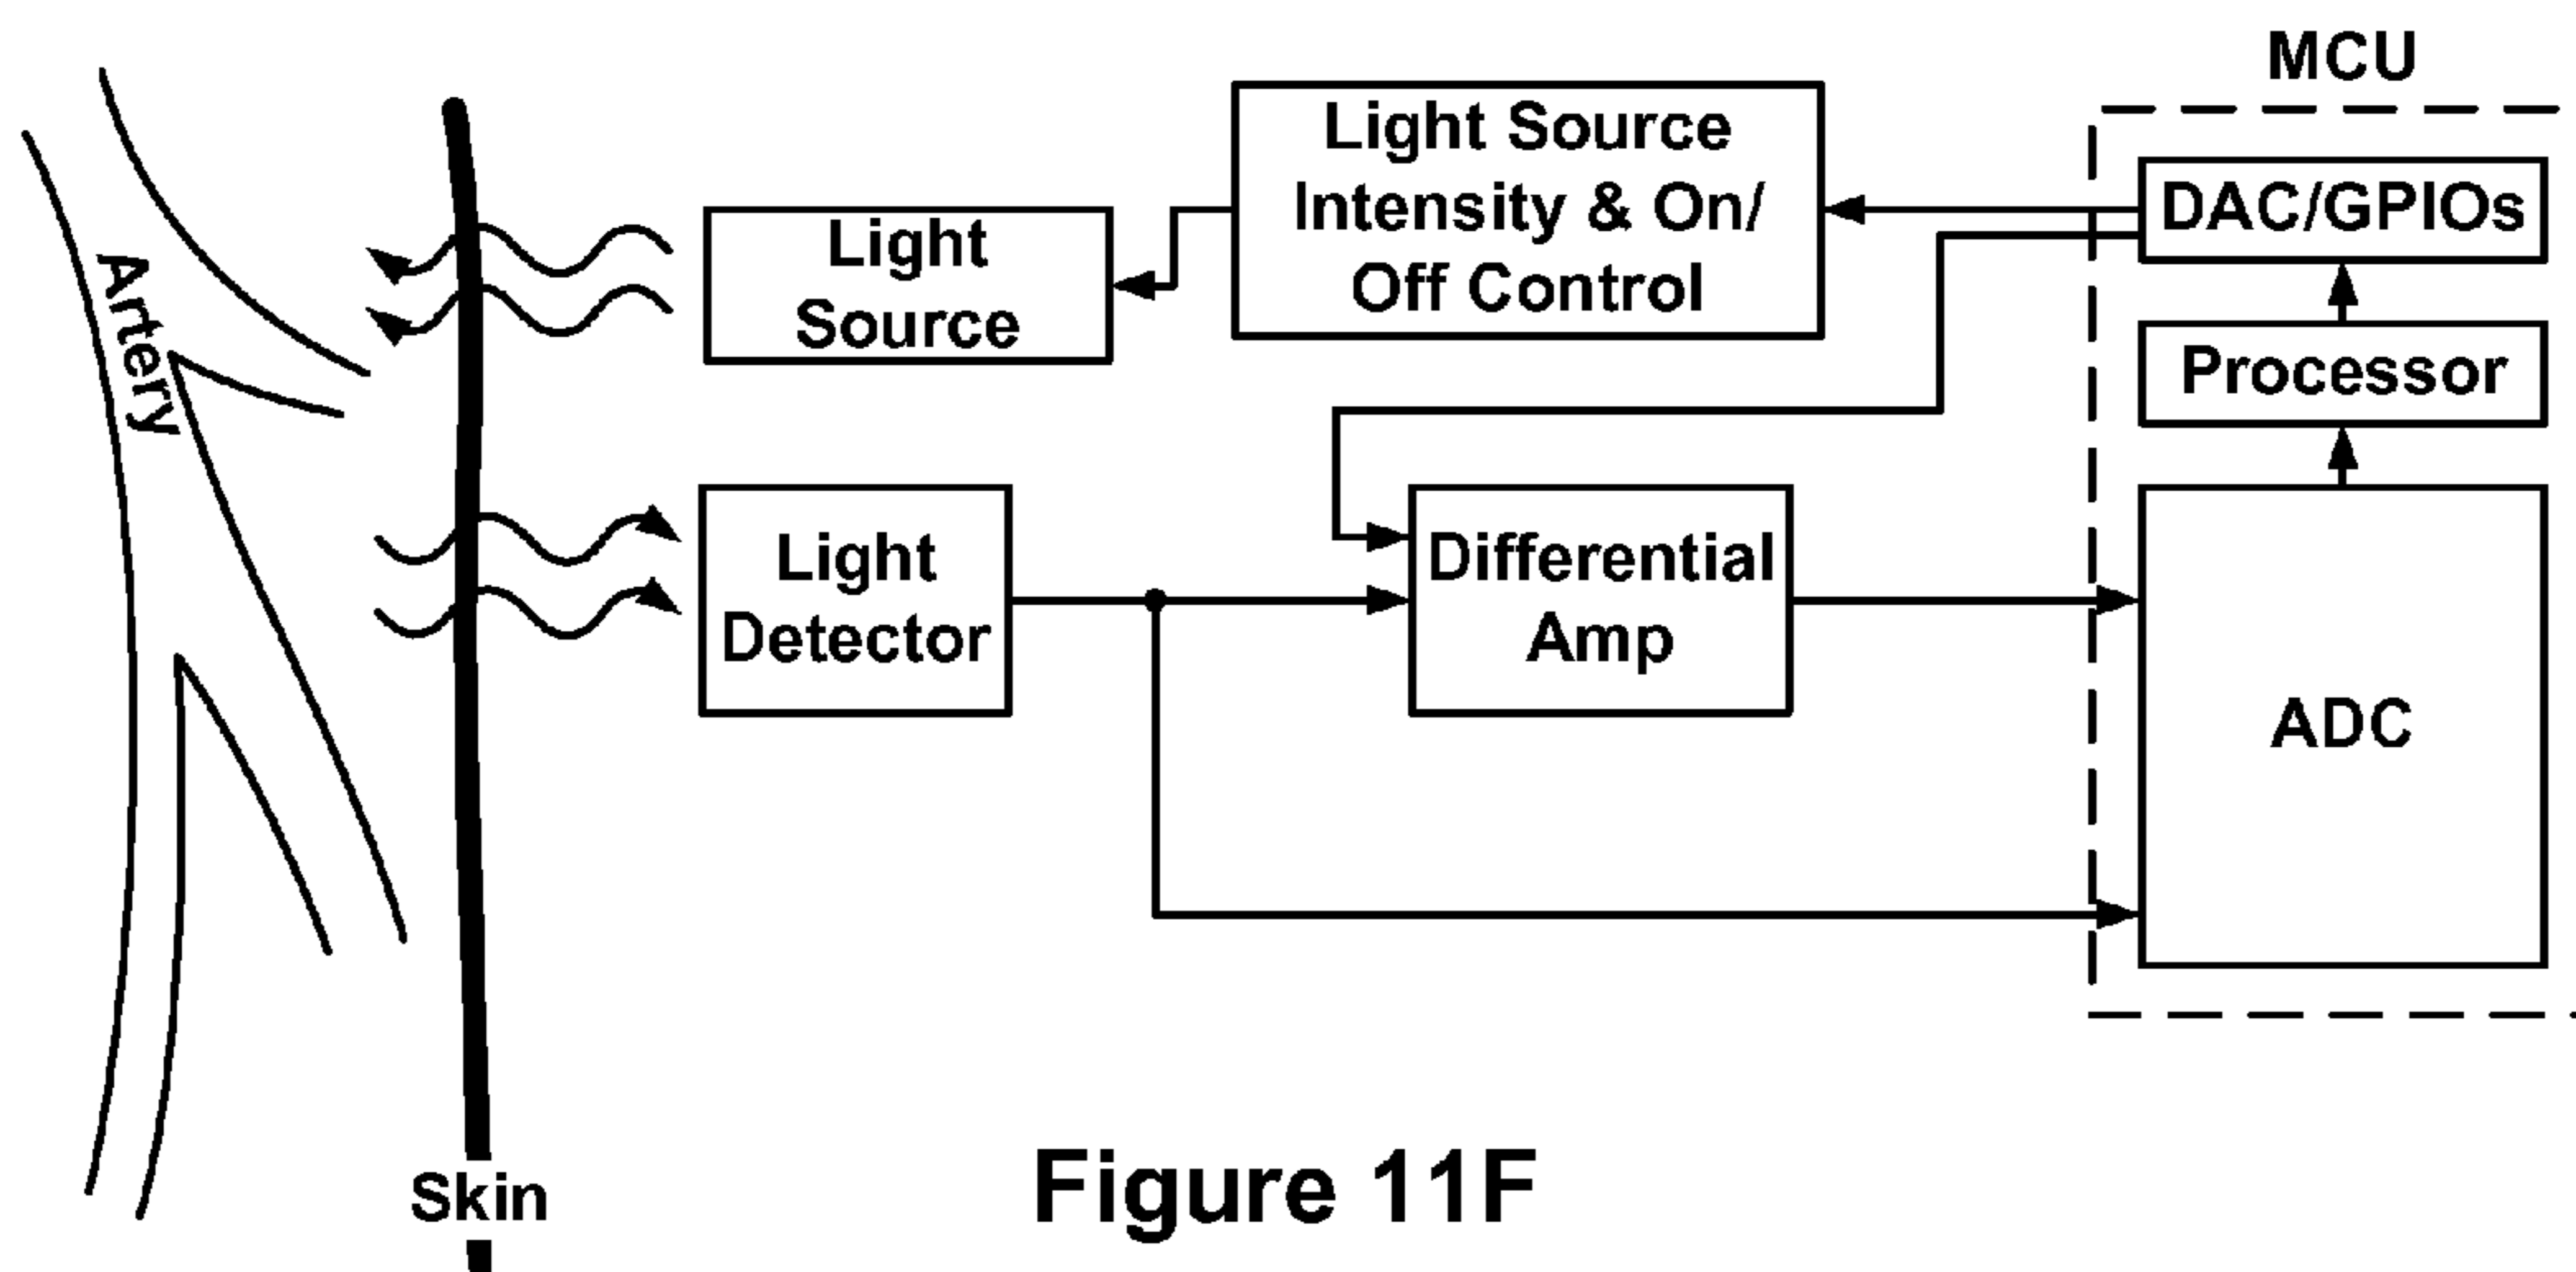 MCU
Light Source
Intensity & On/
Off Control
DAC/GPIOs
Light
Source
Artery
Processor
Light
Detector
Differential
Amp
ADC
Skin
Figure 11F